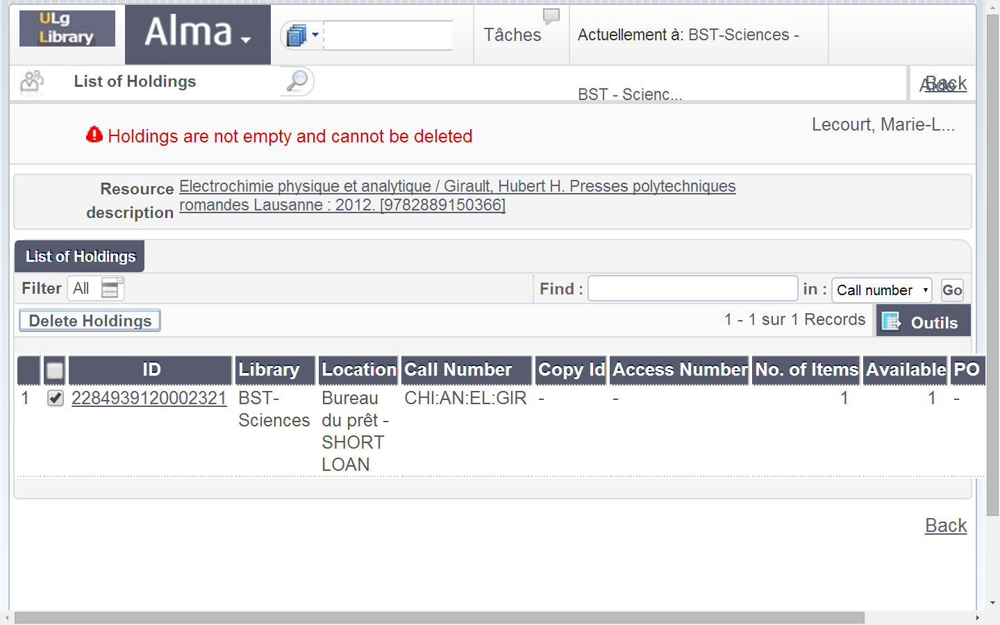 ULg
Library
Alma
Tâches
Actuellement à: BST-Sciences -
List of Holdings
BST - Scienc...
Aide
Back
Holdings are not empty and cannot be deleted
Lecourt, Marie-L...
Resource description
Electrochimie physique et analytique / Girault, Hubert H. Presses polytechniques
romandes Lausanne : 2012. [9782889150366]
List of Holdings
Filter All
Find : in : Call number Go
Delete Holdings
1 - 1 sur 1 Records
Outils
ID Library Location Call Number Copy Id Access Number No. of Items Available PO
1 2284939120002321 BST- Bureau CHI:AN:EL:GIR - - 1 1 -
Sciences du prêt -
SHORT
LOAN
Back